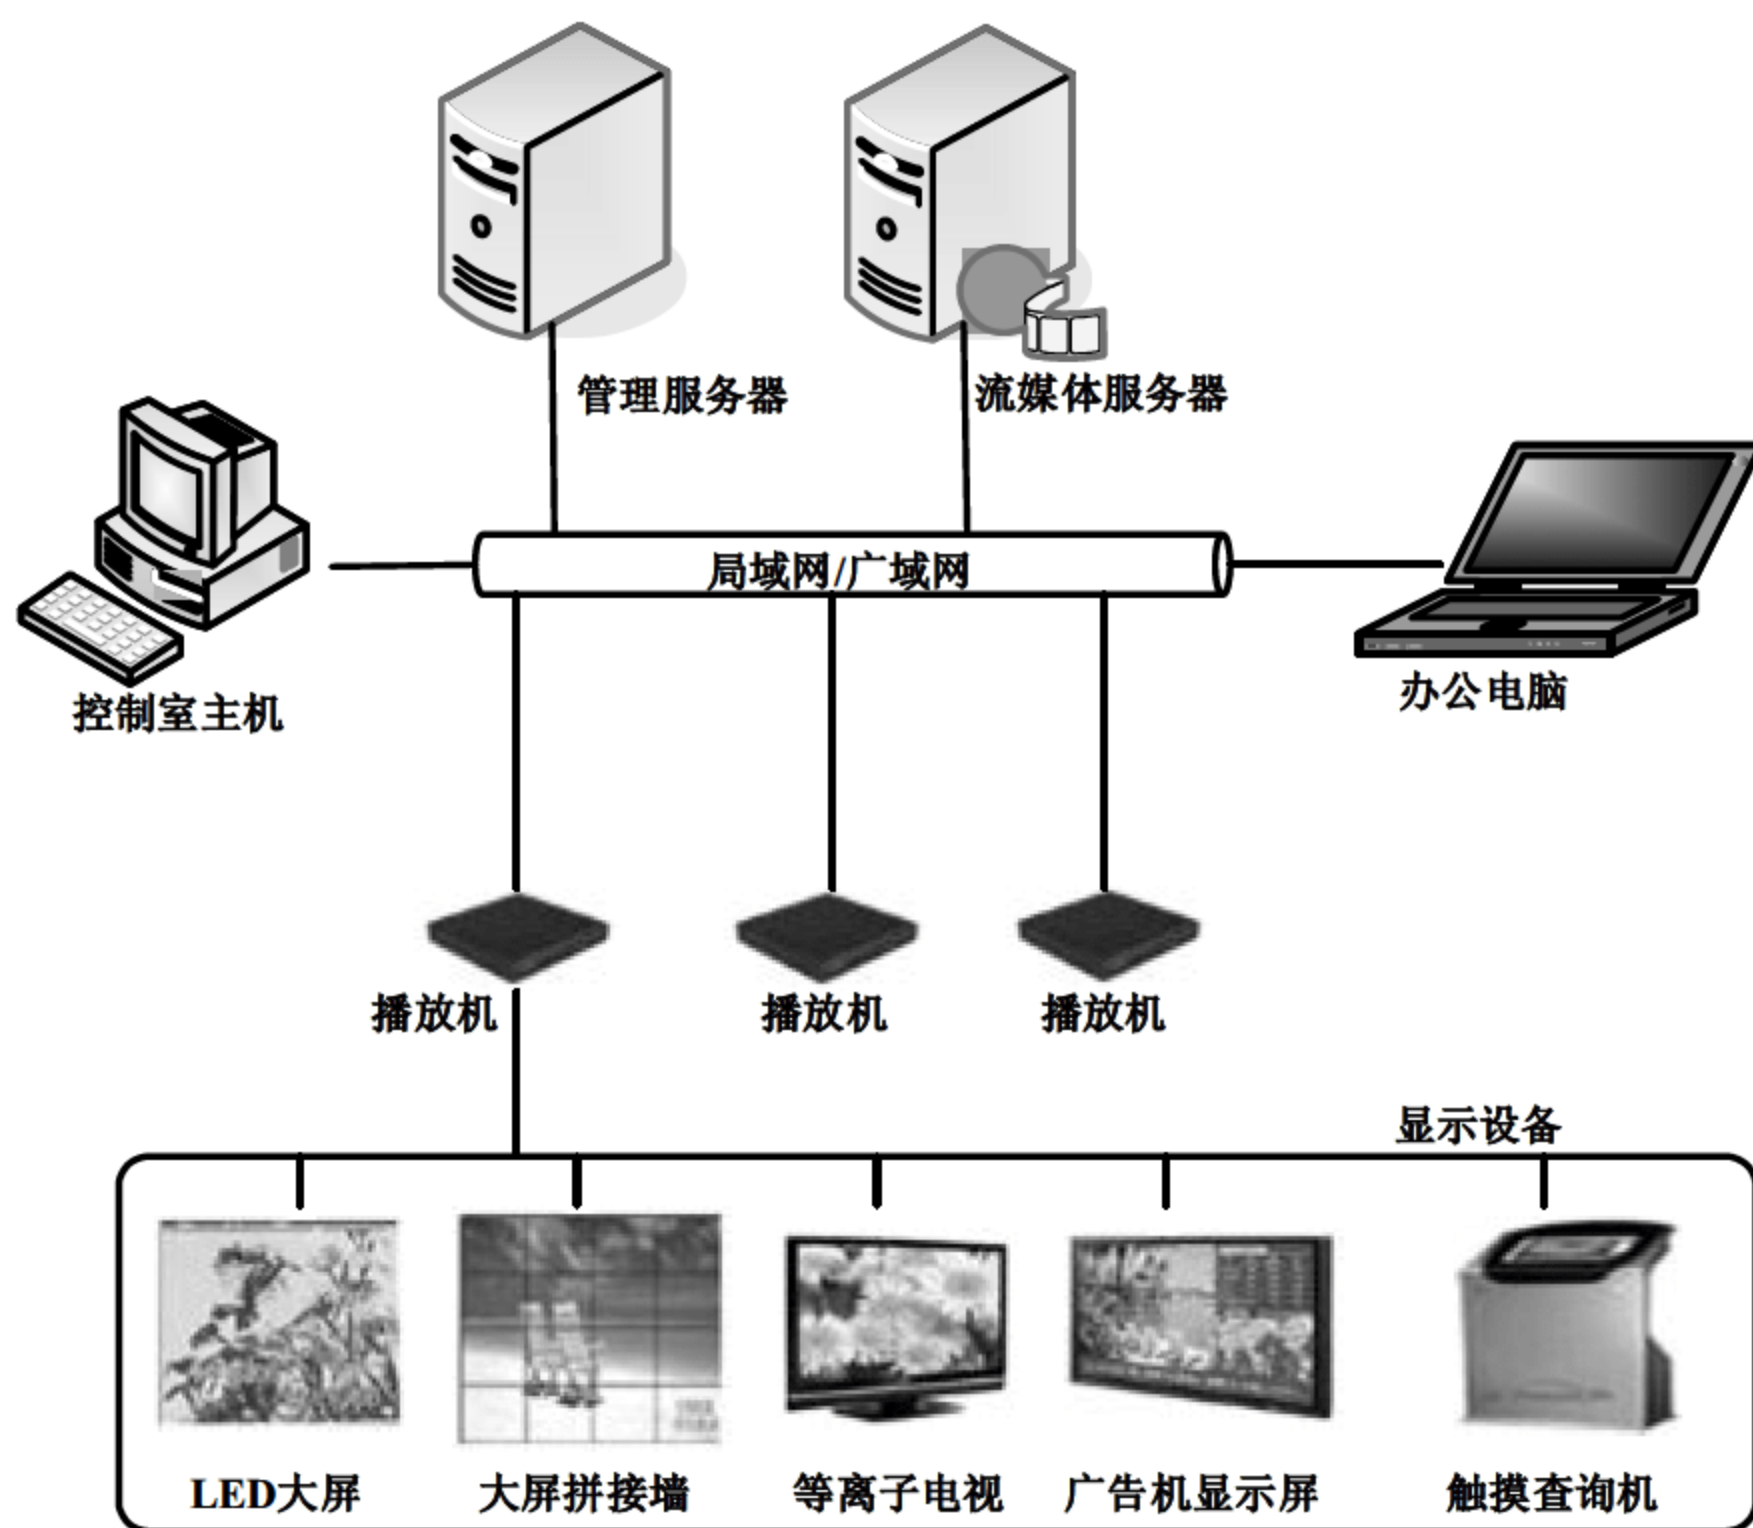 管理服务器
流媒体服务器
局域网/广域网
控制室主机
办公电脑
播放机
播放机
播放机
显示设备
LED大屏
大屏拼接墙
等离子电视
广告机显示屏
触摸查询机